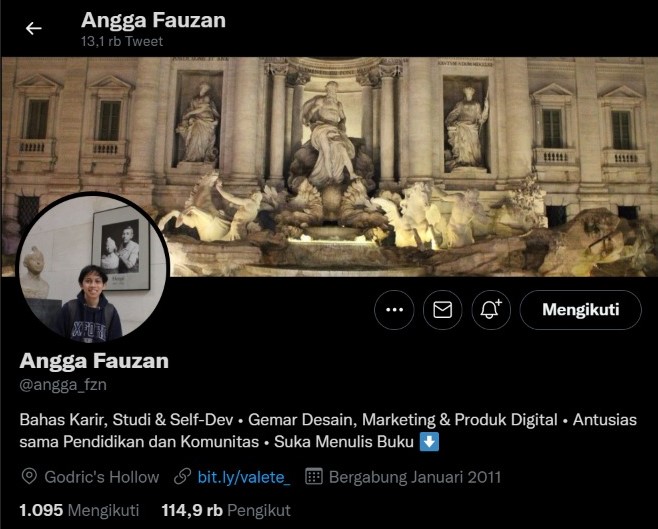 Angga Fauzan
13,1 rb Tweet
Angga Fauzan
@angga_fzn
Mengikuti
Bahas Karir, Studi & Self-Dev • Gemar Desain, Marketing & Produk Digital • Antusias
sama Pendidikan dan Komunitas • Suka Menulis Buku ⬇️
Godric's Hollow bit.ly/valete_ Bergabung Januari 2011
1.095 Mengikuti 114,9 rb Pengikut